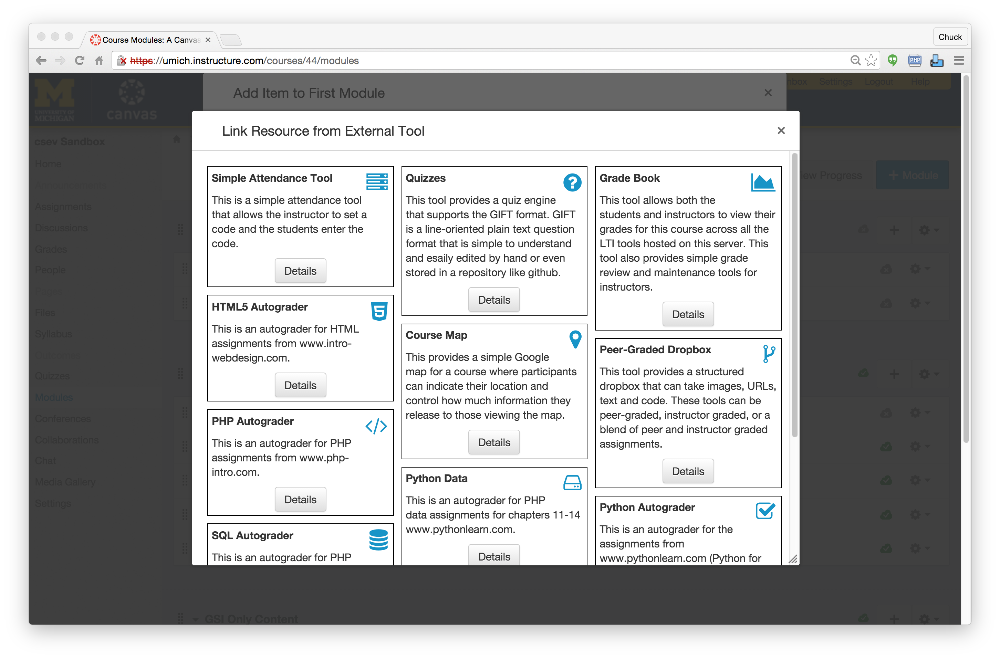 Course Modules: A Canvas
Chuck
https://umich.instructure.com/courses/44/modules
PHP
M
UNIVERSITY OF
MICHIGAN
canvas
Settings
Logout
Help
Add Item to First Module
Link Resource from External Tool
csev Sandbox
Home
Announcements
Assignments
Discussions
Grades
People
Pages
Files
Syllabus
Outcomes
Quizzes
Modules
Conferences
Collaborations
Chat
Media Gallery
Settings
Simple Attendance Tool
This is a simple attendance tool
that allows the instructor to set a
code and the students enter the
code.
Details
HTML5 Autograder
This is an autograder for HTML
assignments from www.intro-
webdesign.com.
Details
PHP Autograder
This is an autograder for PHP
assignments from www.php-
intro.com.
Details
SQL Autograder
This is an autograder for PHP
Quizzes
This tool provides a quiz engine
that supports the GIFT format. GIFT
is a line-oriented plain text question
format that is simple to understand
and esaily edited by hand or even
stored in a repository like github.
Details
Course Map
This provides a simple Google
map for a course where participants
can indicate their location and
control how much information they
release to those viewing the map.
Details
Python Data
This is an autograder for PHP
data assignments for chapters 11-14
www.pythonlearn.com.
Details
Grade Book
This tool allows both the
students and instructors to view their
grades for this course across all the
LTI tools hosted on this server. This
tool also provides simple grade
review and maintenance tools for
instructors.
Details
Peer-Graded Dropbox
This tool provides a structured
dropbox that can take images, URLs,
text and code. These tools can be
peer-graded, instructor graded, or a
blend of peer and instructor graded
assignments.
Details
Python Autograder
This is an autograder for the
assignments from
www.pythonlearn.com (Python for
Progress
+ Module
GSI Only Content